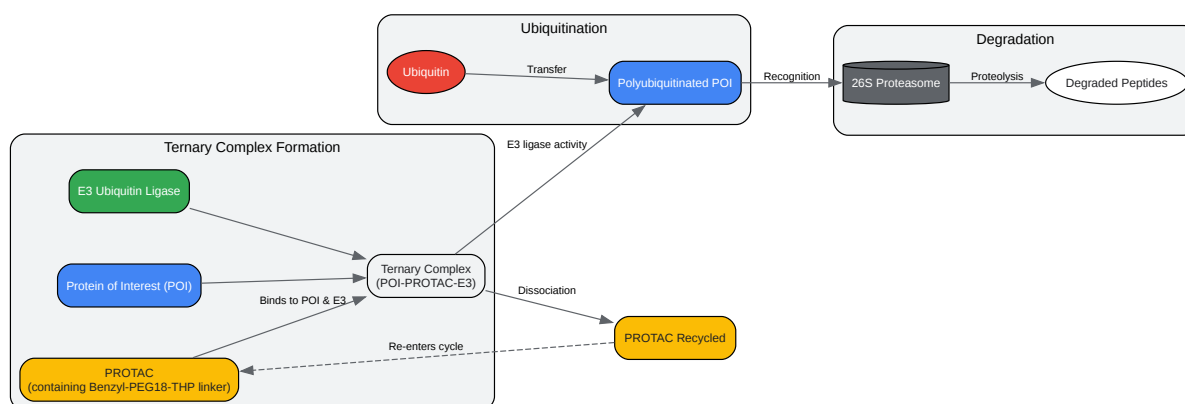 Ubiquitination
Ubiquitin
Transfer
Polyubiquitinated POI
Recognition
Degradation
26S Proteasome
Proteolysis
Degraded Peptides
E3 ligase activity
Ternary Complex Formation
E3 Ubiquitin Ligase
Protein of Interest (POI)
Ternary Complex
(POI-PROTAC-E3)
Binds to POI & E3
Dissociation
PROTAC Recycled
Re-enters cycle
PROTAC
(containing Benzyl-PEG18-THP linker)